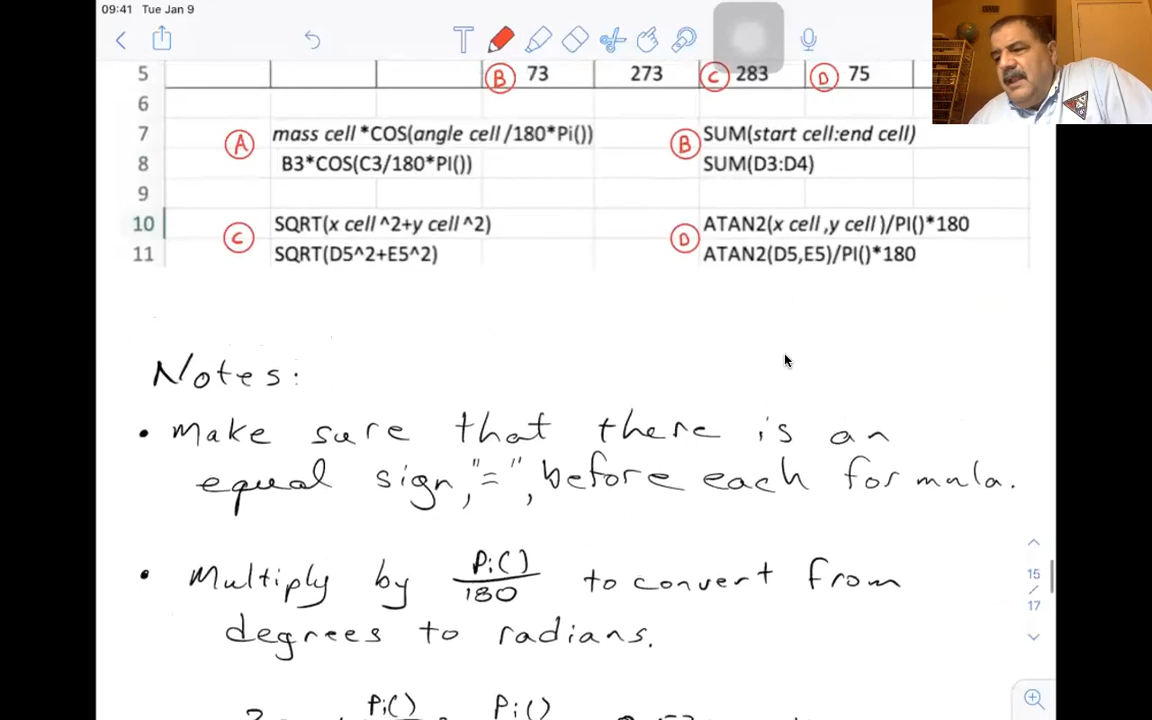 09:41 Tue Jan 9
T
5 B 73 273 C 283 D 75
6
7 A mass cell *COS(angle cell /180*Pi()) B SUM(start cell:end cell)
8 B3*COS(C3/180*PI()) SUM(D3:D4)
9
10 C SQRT(x cell ^2+y cell ^2) D ATAN2(x cell ,y cell )/PI()*180
11 SQRT(D5^2+E5^2) ATAN2(D5,E5)/PI()*180
Notes:
• Make sure that there is an
equal sign, "=", before each formula.
• Multiply by Pi()/180 to convert from
degrees to radians.
Pi() Pi()
15
/
17